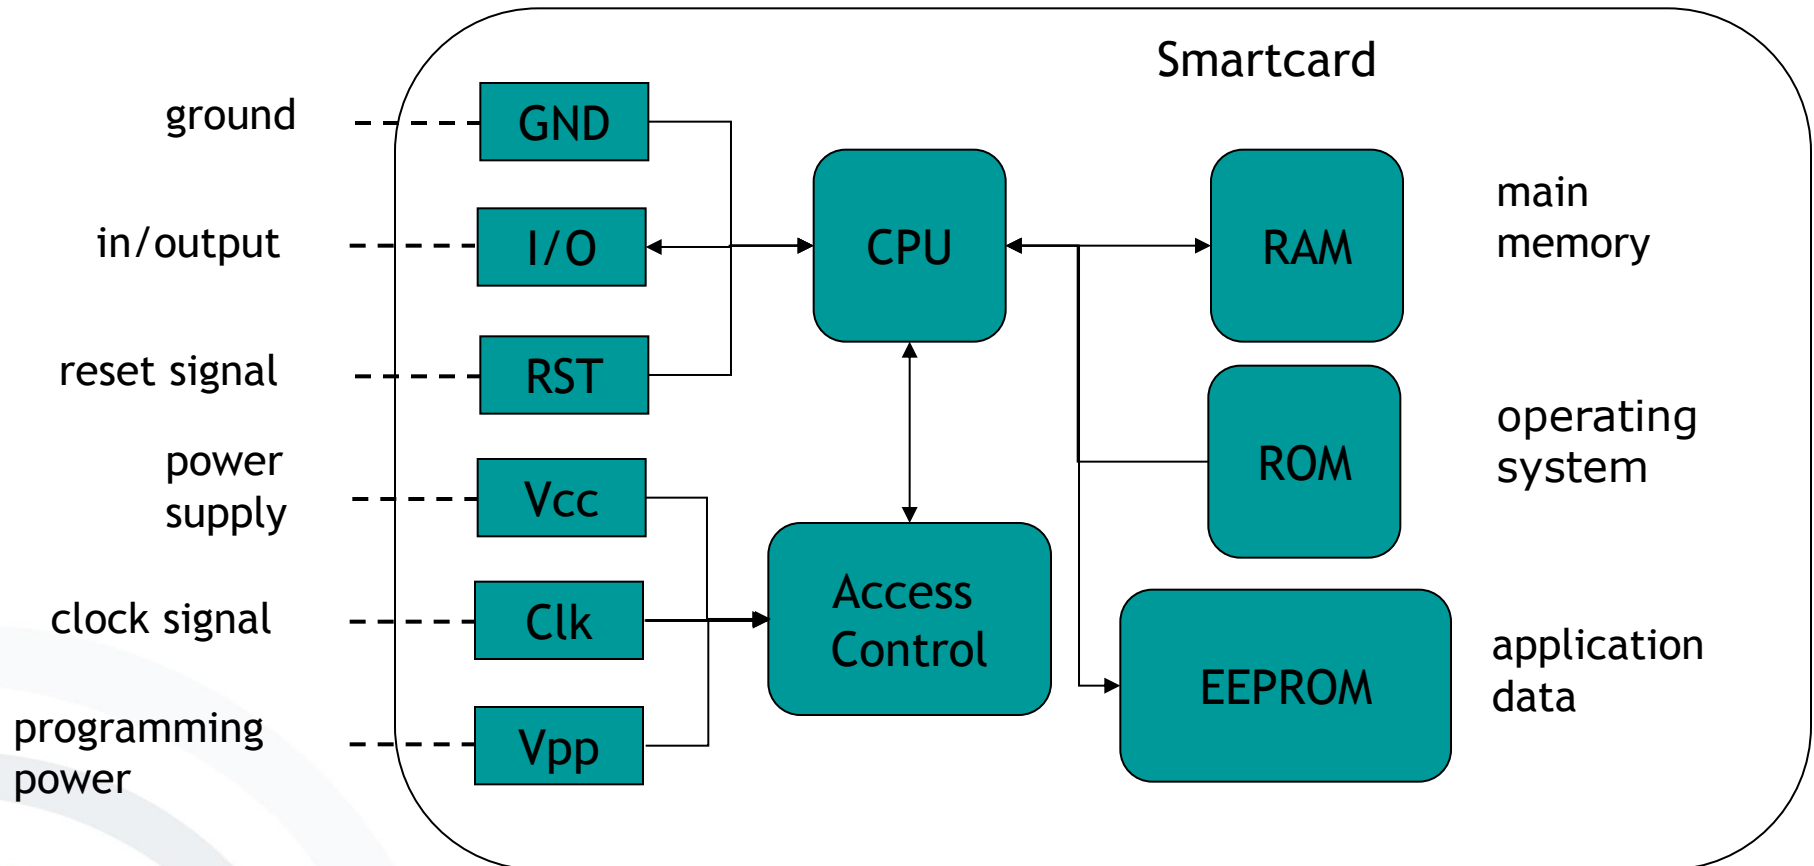 Smartcard
ground
GND
in/output
I/O
reset signal
RST
power
supply
Vcc
clock signal
Clk
programming
power
Vpp
CPU
Access
Control
RAM
main
memory
ROM
operating
system
EEPROM
application
data